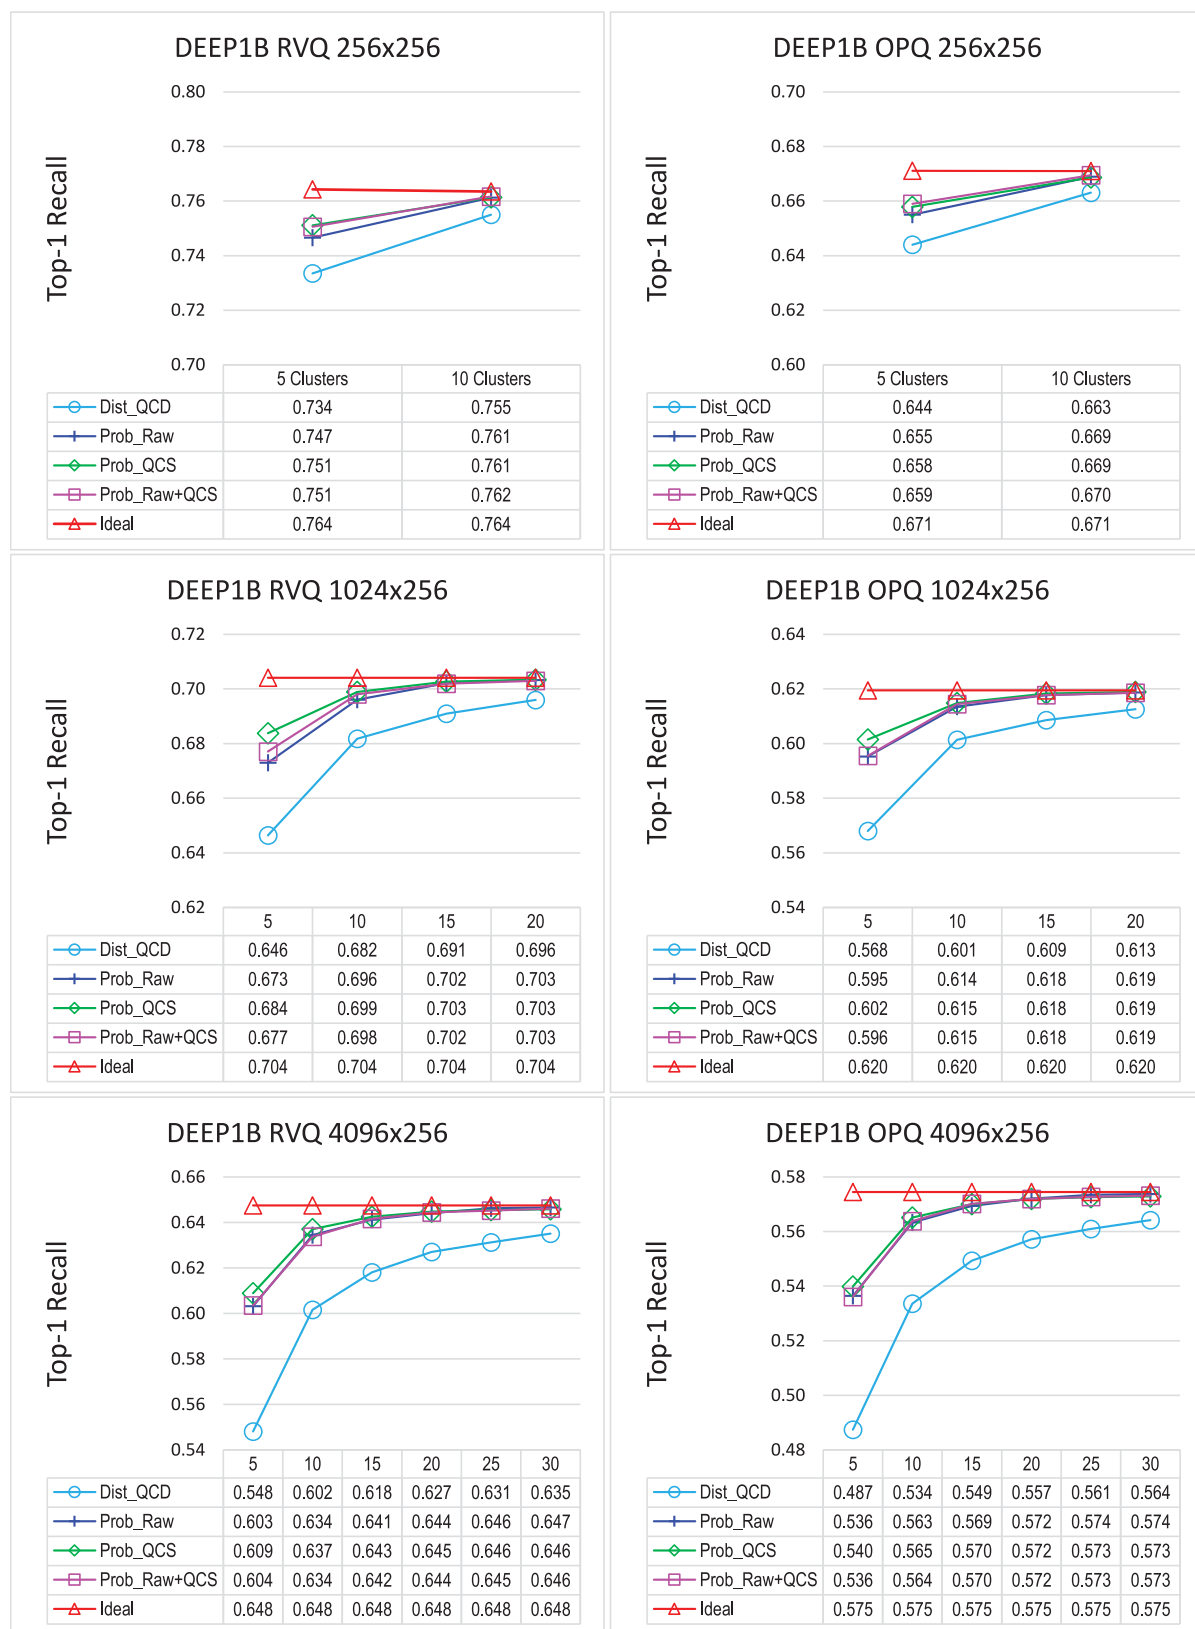 DEEP1B RVQ 256x256
Top-1 Recall
0.80
0.78
0.76
0.74
0.72
0.70
5 Clusters 10 Clusters
Dist_QCD 0.734 0.755
Prob_Raw 0.747 0.761
Prob_QCS 0.751 0.761
Prob_Raw+QCS 0.751 0.762
Ideal 0.764 0.764
DEEP1B OPQ 256x256
Top-1 Recall
0.70
0.68
0.66
0.64
0.62
0.60
5 Clusters 10 Clusters
Dist_QCD 0.644 0.663
Prob_Raw 0.655 0.669
Prob_QCS 0.658 0.669
Prob_Raw+QCS 0.659 0.670
Ideal 0.671 0.671
DEEP1B RVQ 1024x256
Top-1 Recall
0.72
0.70
0.68
0.66
0.64
0.62
5 10 15 20
Dist_QCD 0.646 0.682 0.691 0.696
Prob_Raw 0.673 0.696 0.702 0.703
Prob_QCS 0.684 0.699 0.703 0.703
Prob_Raw+QCS 0.677 0.698 0.702 0.703
Ideal 0.704 0.704 0.704 0.704
DEEP1B OPQ 1024x256
Top-1 Recall
0.64
0.62
0.60
0.58
0.56
0.54
5 10 15 20
Dist_QCD 0.568 0.601 0.609 0.613
Prob_Raw 0.595 0.614 0.618 0.619
Prob_QCS 0.602 0.615 0.618 0.619
Prob_Raw+QCS 0.596 0.615 0.618 0.619
Ideal 0.620 0.620 0.620 0.620
DEEP1B RVQ 4096x256
Top-1 Recall
0.66
0.64
0.62
0.60
0.58
0.56
0.54
5 10 15 20 25 30
Dist_QCD 0.548 0.602 0.618 0.627 0.631 0.635
Prob_Raw 0.603 0.634 0.641 0.644 0.646 0.647
Prob_QCS 0.609 0.637 0.643 0.645 0.646 0.646
Prob_Raw+QCS 0.604 0.634 0.642 0.644 0.645 0.646
Ideal 0.648 0.648 0.648 0.648 0.648 0.648
DEEP1B OPQ 4096x256
Top-1 Recall
0.58
0.56
0.54
0.52
0.50
0.48
5 10 15 20 25 30
Dist_QCD 0.487 0.534 0.549 0.557 0.561 0.564
Prob_Raw 0.536 0.563 0.569 0.572 0.574 0.574
Prob_QCS 0.540 0.565 0.570 0.572 0.573 0.573
Prob_Raw+QCS 0.536 0.564 0.570 0.572 0.573 0.573
Ideal 0.575 0.575 0.575 0.575 0.575 0.575